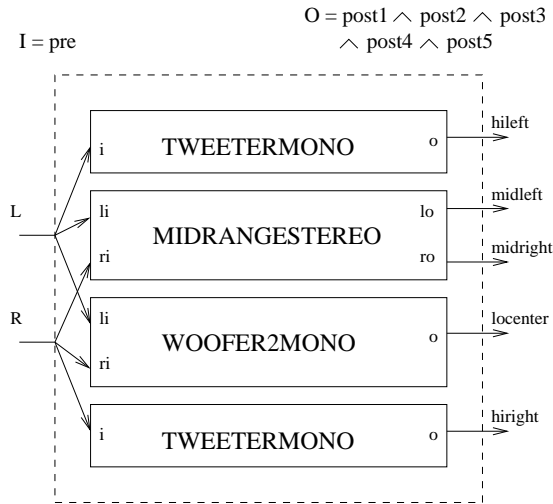 O = post1 ∧ post2 ∧ post3
I = pre
∧ post4 ∧ post5
hileft
i TWEETERMONO o
L
li lo
midleft
MIDRANGESTEREO
midright
ri ro
R
li
locenter
WOOFER2MONO o
ri
hiright
i TWEETERMONO o